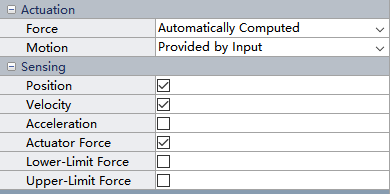 Actuation
Force Automatically Computed
Motion Provided by Input
Sensing
Position
Velocity
Acceleration
Actuator Force
Lower-Limit Force
Upper-Limit Force